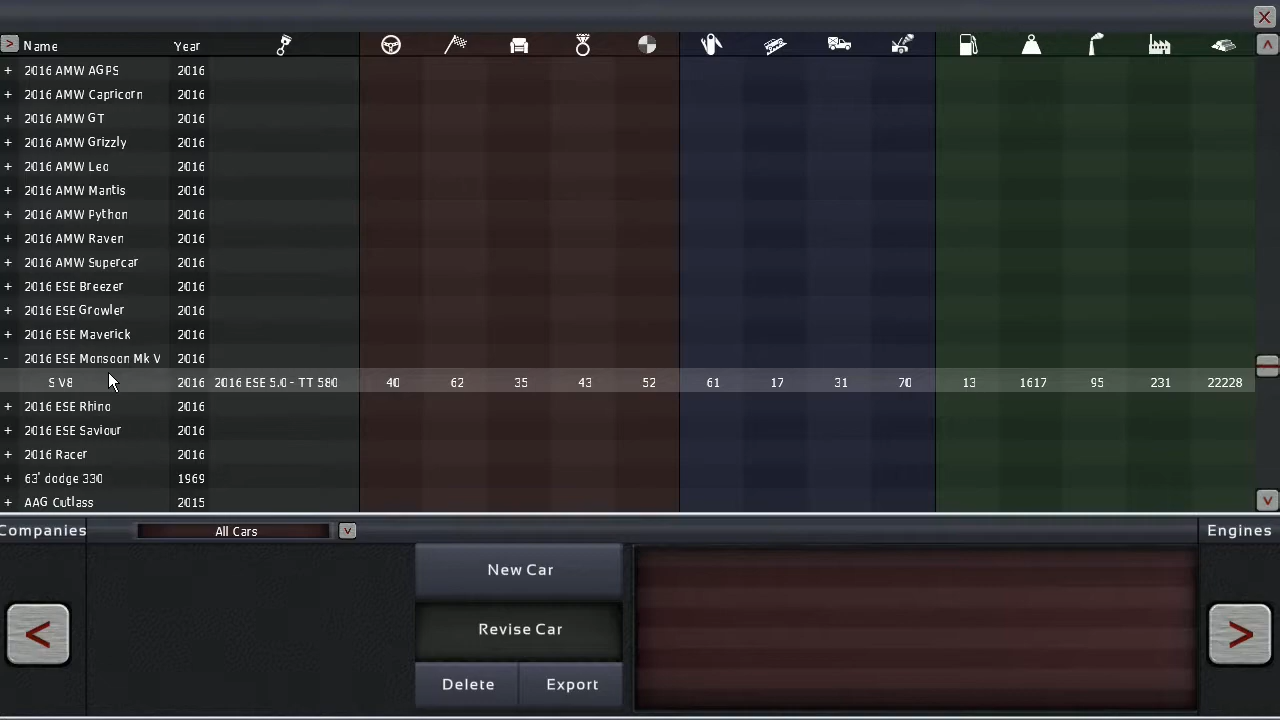 > Name Year
+ 2016 AMW AGPS 2016
+ 2016 AMW Capricorn 2016
+ 2016 AMW GT 2016
+ 2016 AMW Grizzly 2016
+ 2016 AMW Leo 2016
+ 2016 AMW Mantis 2016
+ 2016 AMW Python 2016
+ 2016 AMW Raven 2016
+ 2016 AMW Supercar 2016
+ 2016 ESE Breezer 2016
+ 2016 ESE Growler 2016
+ 2016 ESE Maverick 2016
- 2016 ESE Monsoon Mk V 2016
S V8 2016 2016 ESE 5.0 - TT 580 40 62 35 43 52 61 17 31 70 13 1617 95 231 22228
+ 2016 ESE Rhino 2016
+ 2016 ESE Saviour 2016
+ 2016 Racer 2016
+ 63' dodge 330 1969
+ AAG Cutlass 2015
Companies All Cars Engines
New Car
< Revise Car >
Delete Export